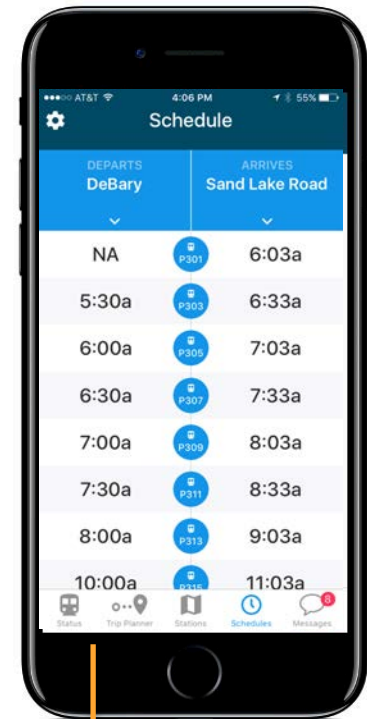 AT&T 4:06 PM 55%
Schedule
DEPARTS ARRIVES
DeBary Sand Lake Road
NA P301 6:03a
5:30a P303 6:33a
6:00a P305 7:03a
6:30a P307 7:33a
7:00a P309 8:03a
7:30a P311 8:33a
8:00a P313 9:03a
10:00a P315 11:03a
8
Status Trip Planner Stations Schedules Messages